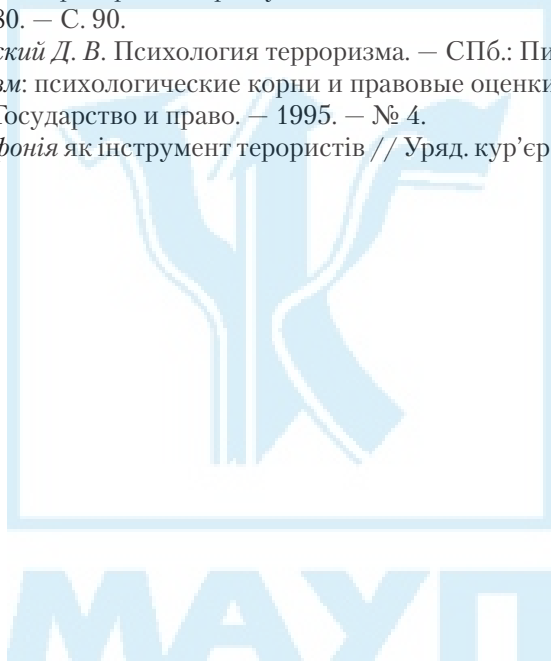 80. — С. 90.
ский Д. В. Психология терроризма. — СПб.: Пи
зм: психологические корни и правовые оценки
Государство и право. — 1995. — № 4.
фонія як інструмент терористів // Уряд. кур’єр
МАУП